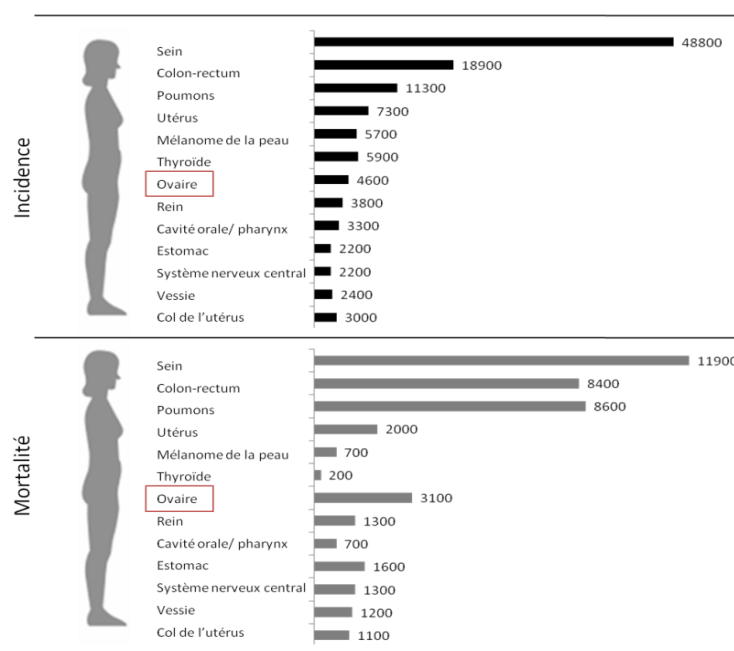 Incidence
Sein 48800
Colon-rectum 18900
Poumons 11300
Utérus 7300
Mélanome de la peau 5700
Thyroïde 5900
Ovaire 4600
Rein 3800
Cavité orale/ pharynx 3300
Estomac 2200
Système nerveux central 2200
Vessie 2400
Col de l'utérus 3000
Mortalité
Sein 11900
Colon-rectum 8400
Poumons 8600
Utérus 2000
Mélanome de la peau 700
Thyroïde 200
Ovaire 3100
Rein 1300
Cavité orale/ pharynx 700
Estomac 1600
Système nerveux central 1300
Vessie 1200
Col de l'utérus 1100